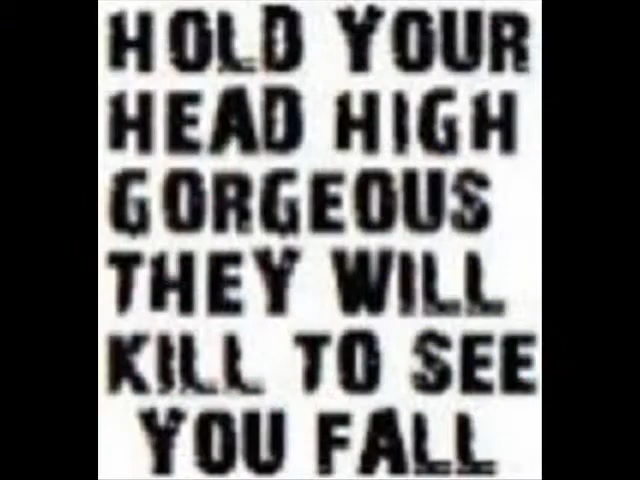 HOLD YOUR
HEAD HIGH
GORGEOUS
THEY WILL
KILL TO SEE
YOU FALL